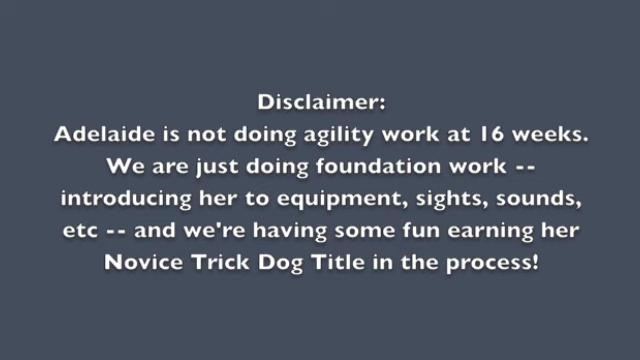 Disclaimer:
Adelaide is not doing agility work at 16 weeks.
We are just doing foundation work --
introducing her to equipment, sights, sounds,
etc -- and we're having some fun earning her
Novice Trick Dog Title in the process!